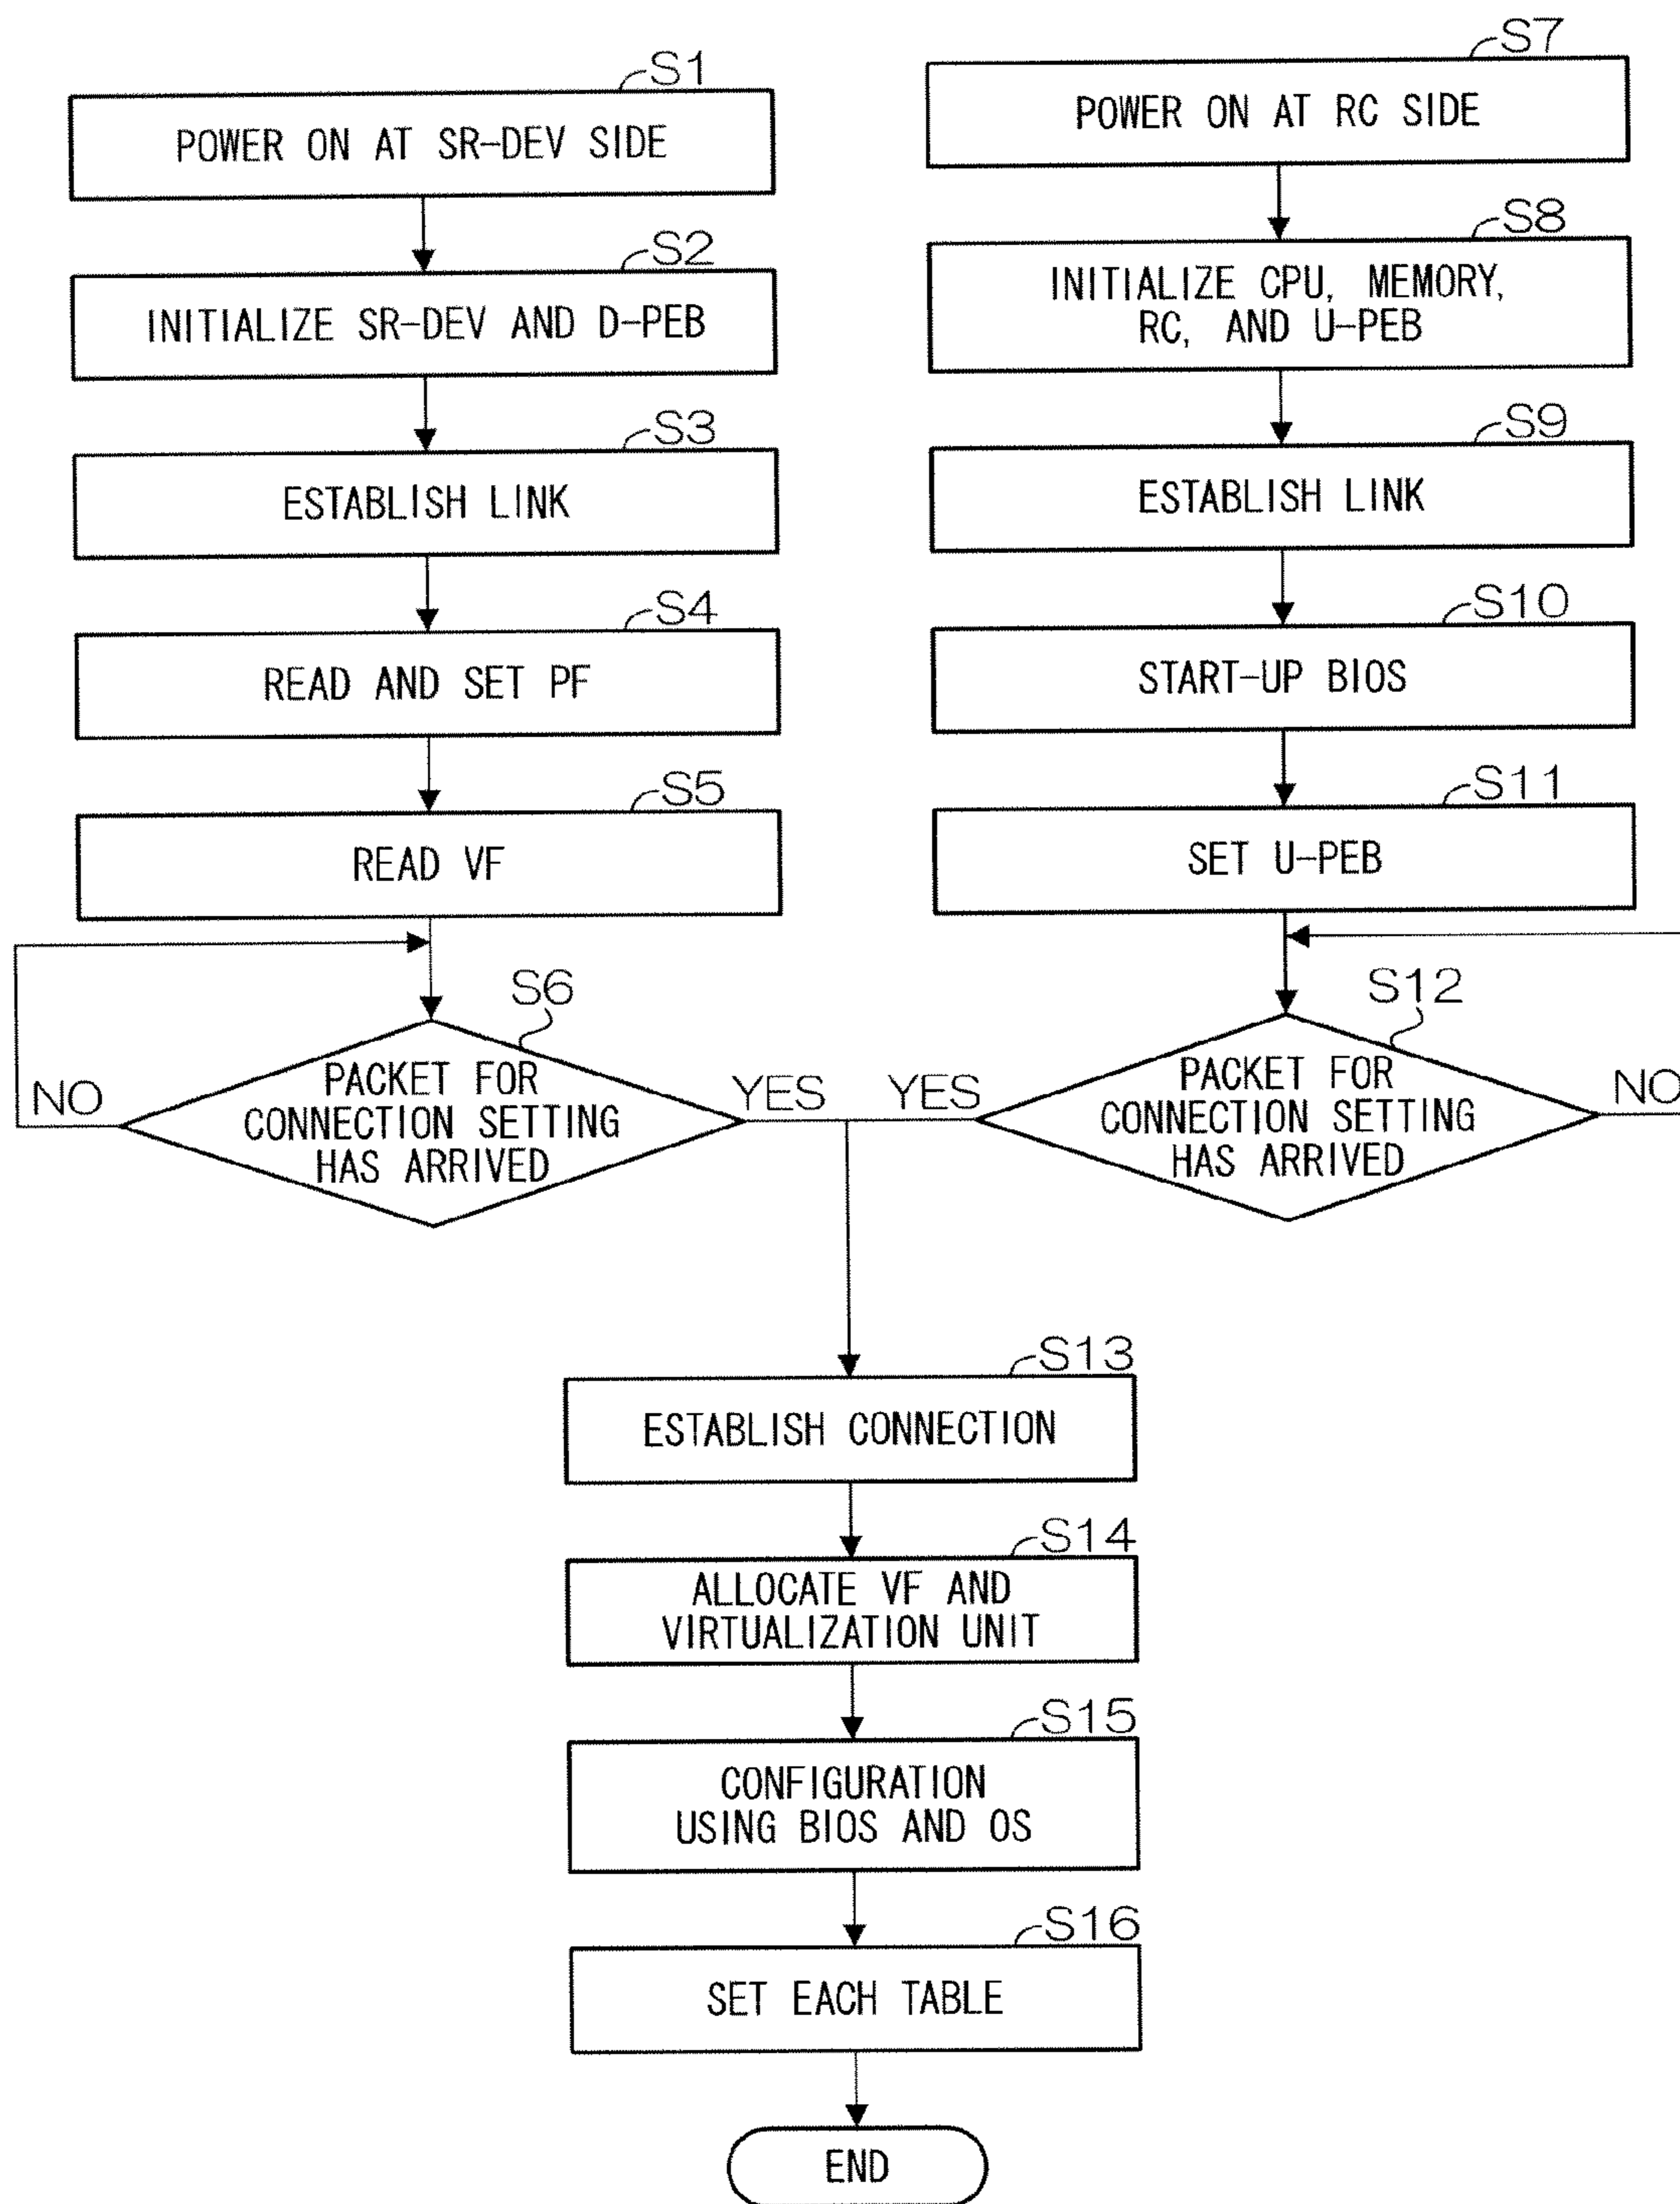 S1
POWER ON AT SR-DEV SIDE
S2
INITIALIZE SR-DEV AND D-PEB
S3
ESTABLISH LINK
S4
READ AND SET PF
S5
READ VF
S6
PACKET FOR
CONNECTION SETTING
HAS ARRIVED
NO
YES
S7
POWER ON AT RC SIDE
S8
INITIALIZE CPU, MEMORY,
RC, AND U-PEB
S9
ESTABLISH LINK
S10
START-UP BIOS
S11
SET U-PEB
S12
PACKET FOR
CONNECTION SETTING
HAS ARRIVED
YES
NO
S13
ESTABLISH CONNECTION
S14
ALLOCATE VF AND
VIRTUALIZATION UNIT
S15
CONFIGURATION
USING BIOS AND OS
S16
SET EACH TABLE
END